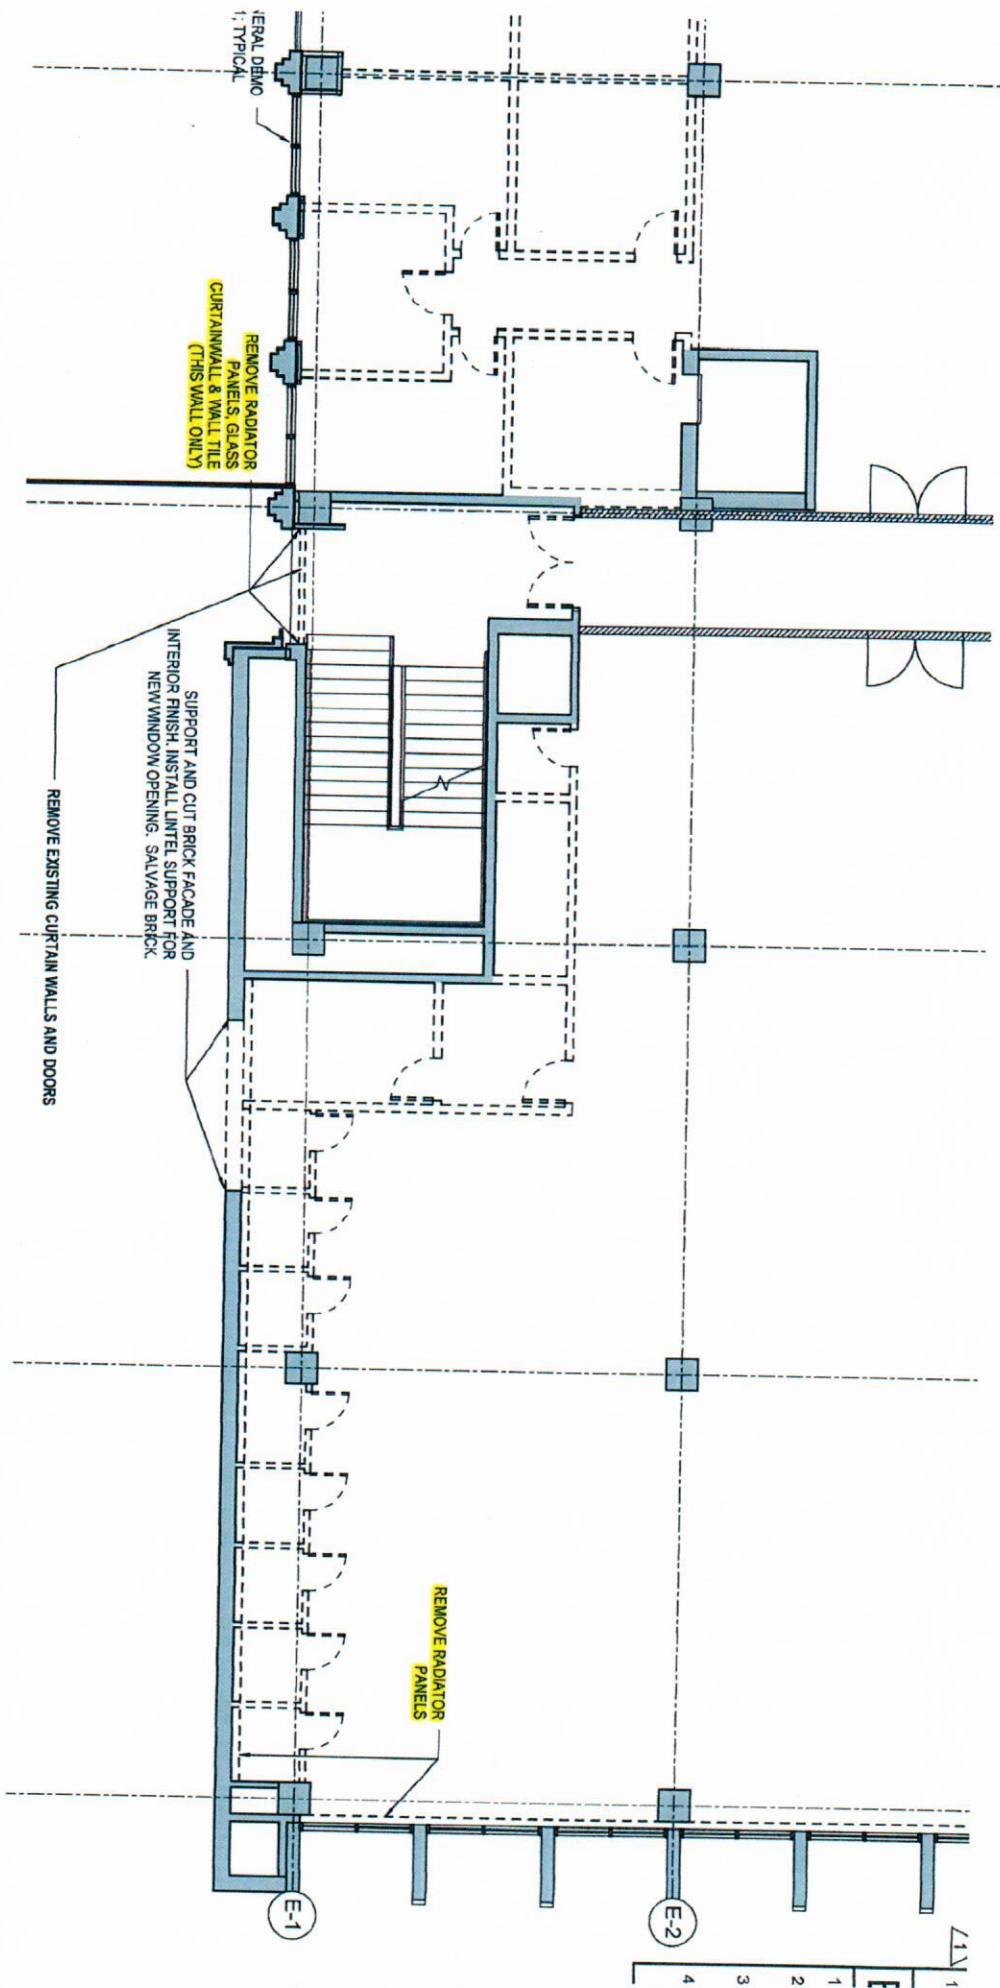 NERAL DEMO
1; TYPICAL
REMOVE RADIATOR
PANELS, GLASS
CURTAINWALL & WALL TILE
(THIS WALL ONLY)
SUPPORT AND CUT BRICK FACADE AND
INTERIOR FINISH. INSTALL LINTEL SUPPORT FOR
NEW WINDOW OPENING. SALVAGE BRICK.
REMOVE EXISTING CURTAIN WALLS AND DOORS
REMOVE RADIATOR
PANELS
E-1
E-2
1
1
2
3
4